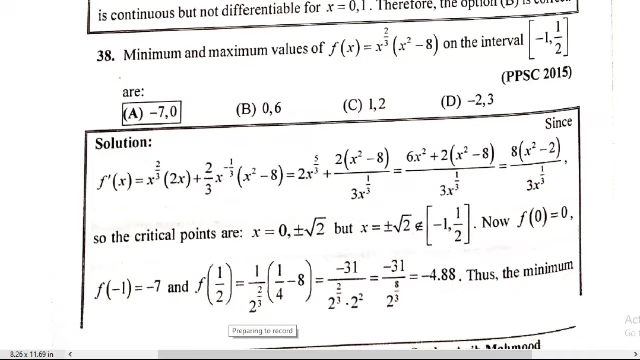 is continuous but not differentiable for x = 0,1. Therefore, the option (B) is
38. Minimum and maximum values of f(x) = x^(2/3)(x² − 8) on the interval [−1, 1/2]
are:
(PPSC 2015)
(A) −7,0 (B) 0,6 (C) 1,2 (D) −2,3
Solution: Since
f'(x) = x^(2/3)(2x) + (2/3)x^(-1/3)(x² − 8) = 2x^(5/3) + 2(x² − 8)/(3x^(1/3)) = (6x² + 2(x² − 8))/(3x^(1/3)) = 8(x² − 2)/(3x^(1/3)),
so the critical points are: x = 0, ±√2 but x = ±√2 ∉ [−1, 1/2]. Now f(0) = 0,
f(−1) = −7 and f(1/2) = (1/2^(2/3))(1/4 − 8) = −31/(2^(2/3)·2²) = −31/2^(8/3) = −4.88. Thus, the minimum
Preparing to record
8.26 x 11.69 in